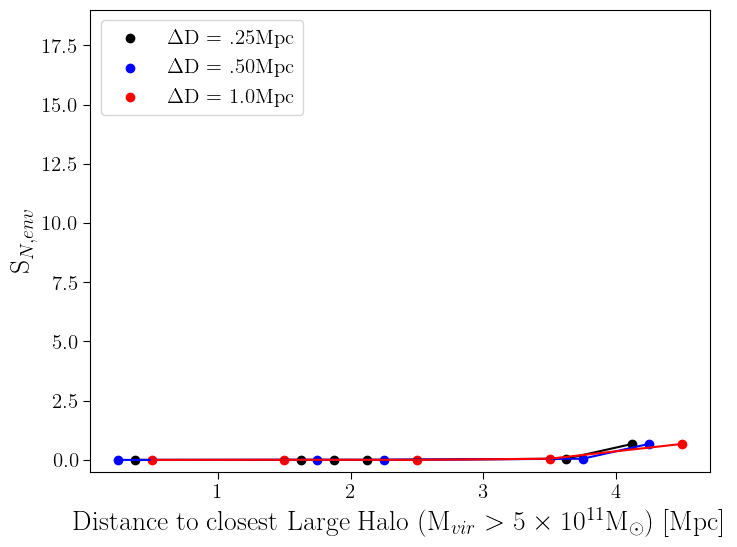 ΔD = .25Mpc
ΔD = .50Mpc
ΔD = 1.0Mpc
17.5
15.0
12.5
10.0
7.5
5.0
2.5
0.0
S_{N,env}
1 2 3 4
Distance to closest Large Halo (M_{vir} > 5 × 10^{11}M_☉) [Mpc]